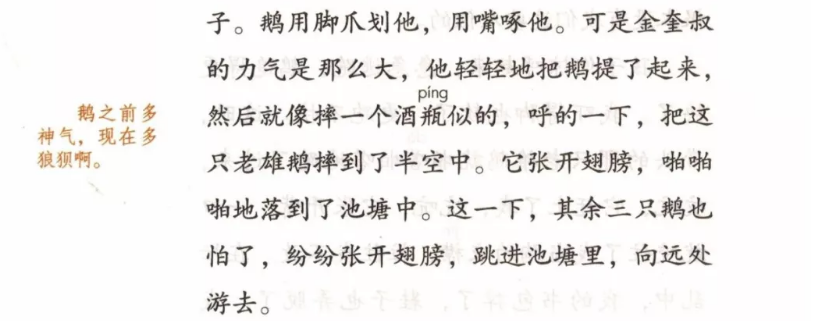 子。鹅用脚爪划他，用嘴啄他。可是金奎叔
的力气是那么大，他轻轻地把鹅提了起来，
píng
然后就像摔一个酒瓶似的，呼的一下，把这
只老雄鹅摔到了半空中。它张开翅膀，啪啪
啪地落到了池塘中。这一下，其余三只鹅也
怕了，纷纷张开翅膀，跳进池塘里，向远处
游去。
鹅之前多
神气，现在多
狼狈啊。